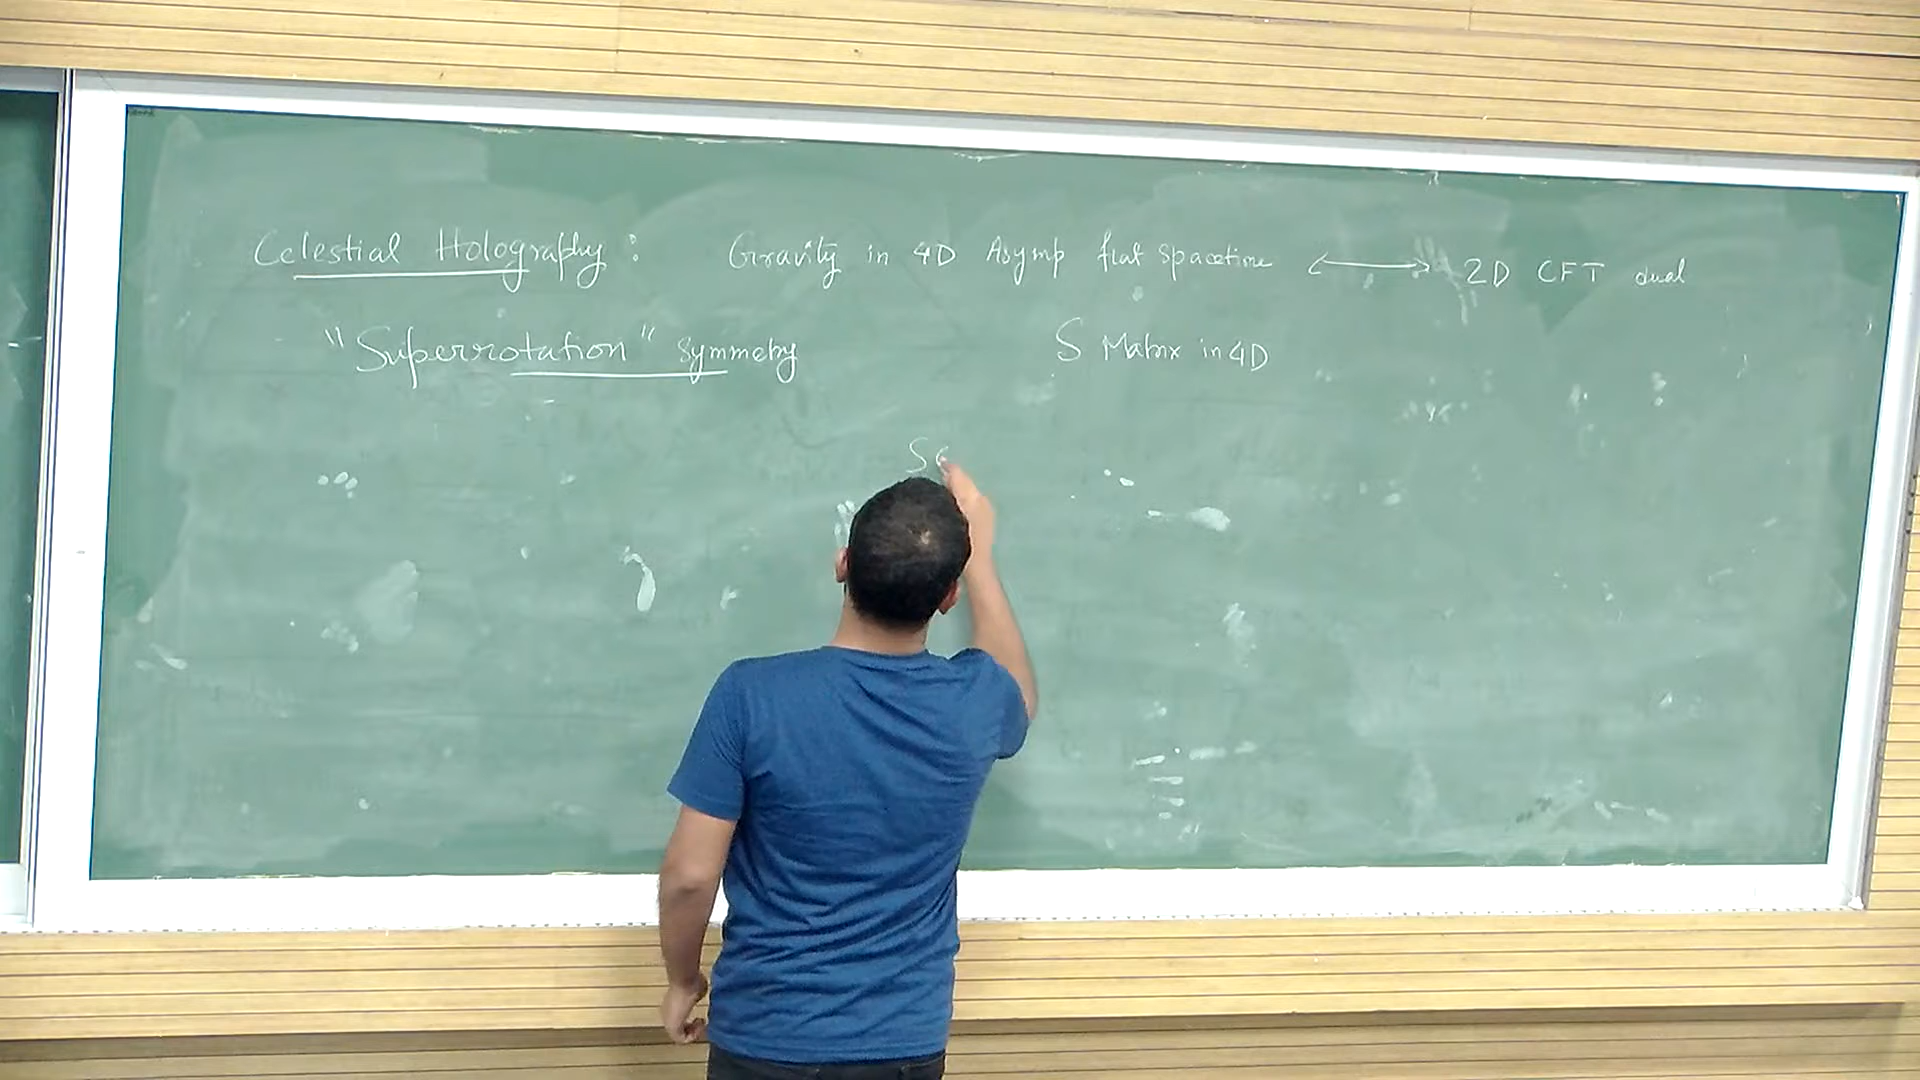 Celestial Holography : Gravity in 4D Asymp flat spacetime ⟷ 2D CFT dual
"Superrotation" symmetry S Matrix in 4D
S